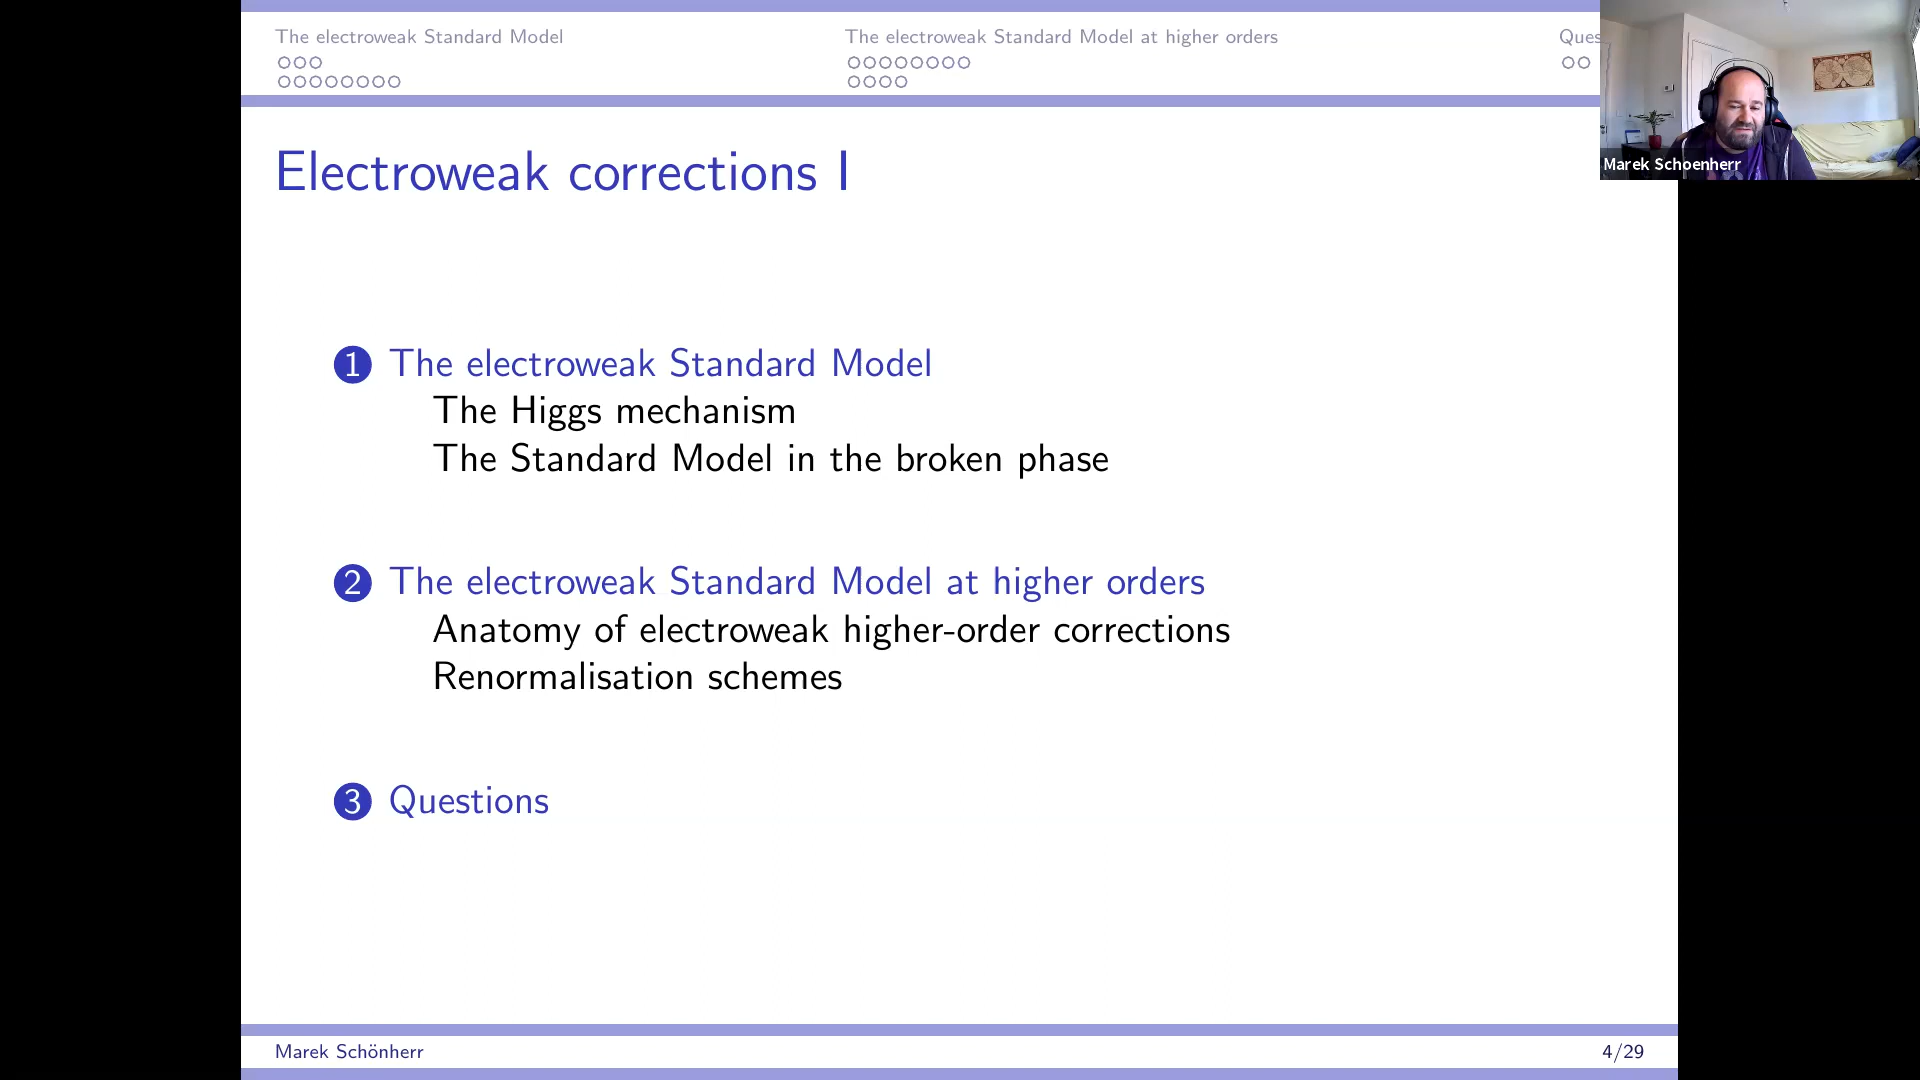 The electroweak Standard Model
The electroweak Standard Model at higher orders
Ques
Marek Schoenherr
Electroweak corrections I
1 The electroweak Standard Model
The Higgs mechanism
The Standard Model in the broken phase
2 The electroweak Standard Model at higher orders
Anatomy of electroweak higher-order corrections
Renormalisation schemes
3 Questions
Marek Schönherr
4/29